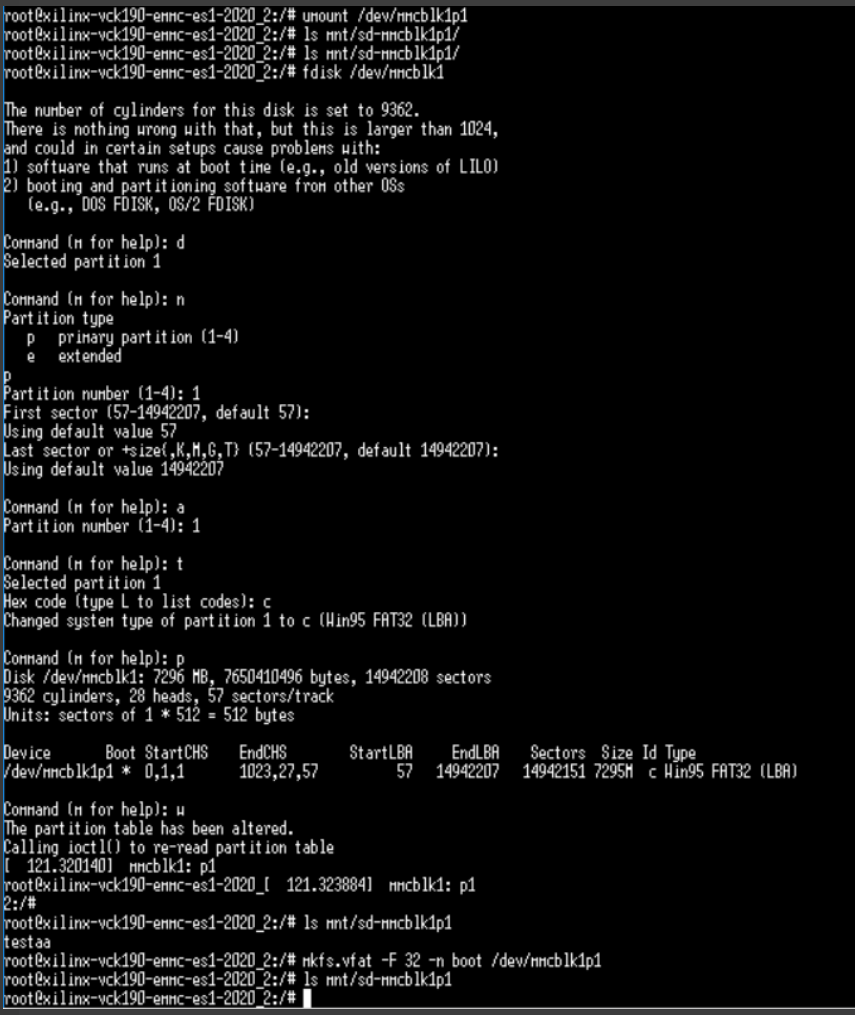 root@xilinx-vck190-emmc-es1-2020_2:/# umount /dev/mmcblk1p1
root@xilinx-vck190-emmc-es1-2020_2:/# ls mnt/sd-mmcblk1p1/
root@xilinx-vck190-emmc-es1-2020_2:/# ls mnt/sd-mmcblk1p1/
root@xilinx-vck190-emmc-es1-2020_2:/# fdisk /dev/mmcblk1
The number of cylinders for this disk is set to 9362.
There is nothing wrong with that, but this is larger than 1024,
and could in certain setups cause problems with:
1) software that runs at boot time (e.g., old versions of LILO)
2) booting and partitioning software from other OSs
(e.g., DOS FDISK, OS/2 FDISK)
Command (m for help): d
Selected partition 1
Command (m for help): n
Partition type
p primary partition (1-4)
e extended
p
Partition number (1-4): 1
First sector (57-14942207, default 57):
Using default value 57
Last sector or +size{,K,M,G,T} (57-14942207, default 14942207):
Using default value 14942207
Command (m for help): a
Partition number (1-4): 1
Command (m for help): t
Selected partition 1
Hex code (type L to list codes): c
Changed system type of partition 1 to c (Win95 FAT32 (LBA))
Command (m for help): p
Disk /dev/mmcblk1: 7296 MB, 7650410496 bytes, 14942208 sectors
9362 cylinders, 28 heads, 57 sectors/track
Units: sectors of 1 * 512 = 512 bytes
Device Boot StartCHS EndCHS StartLBA EndLBA Sectors Size Id Type
/dev/mmcblk1p1 * 0,1,1 1023,27,57 57 14942207 14942151 7295M c Win95 FAT32 (LBA)
Command (m for help): w
The partition table has been altered.
Calling ioctl() to re-read partition table
[ 121.320140] mmcblk1: p1
root@xilinx-vck190-emmc-es1-2020_[ 121.323884] mmcblk1: p1
2:/#
root@xilinx-vck190-emmc-es1-2020_2:/# ls mnt/sd-mmcblk1p1
testaa
root@xilinx-vck190-emmc-es1-2020_2:/# mkfs.vfat -F 32 -n boot /dev/mmcblk1p1
root@xilinx-vck190-emmc-es1-2020_2:/# ls mnt/sd-mmcblk1p1
root@xilinx-vck190-emmc-es1-2020_2:/#